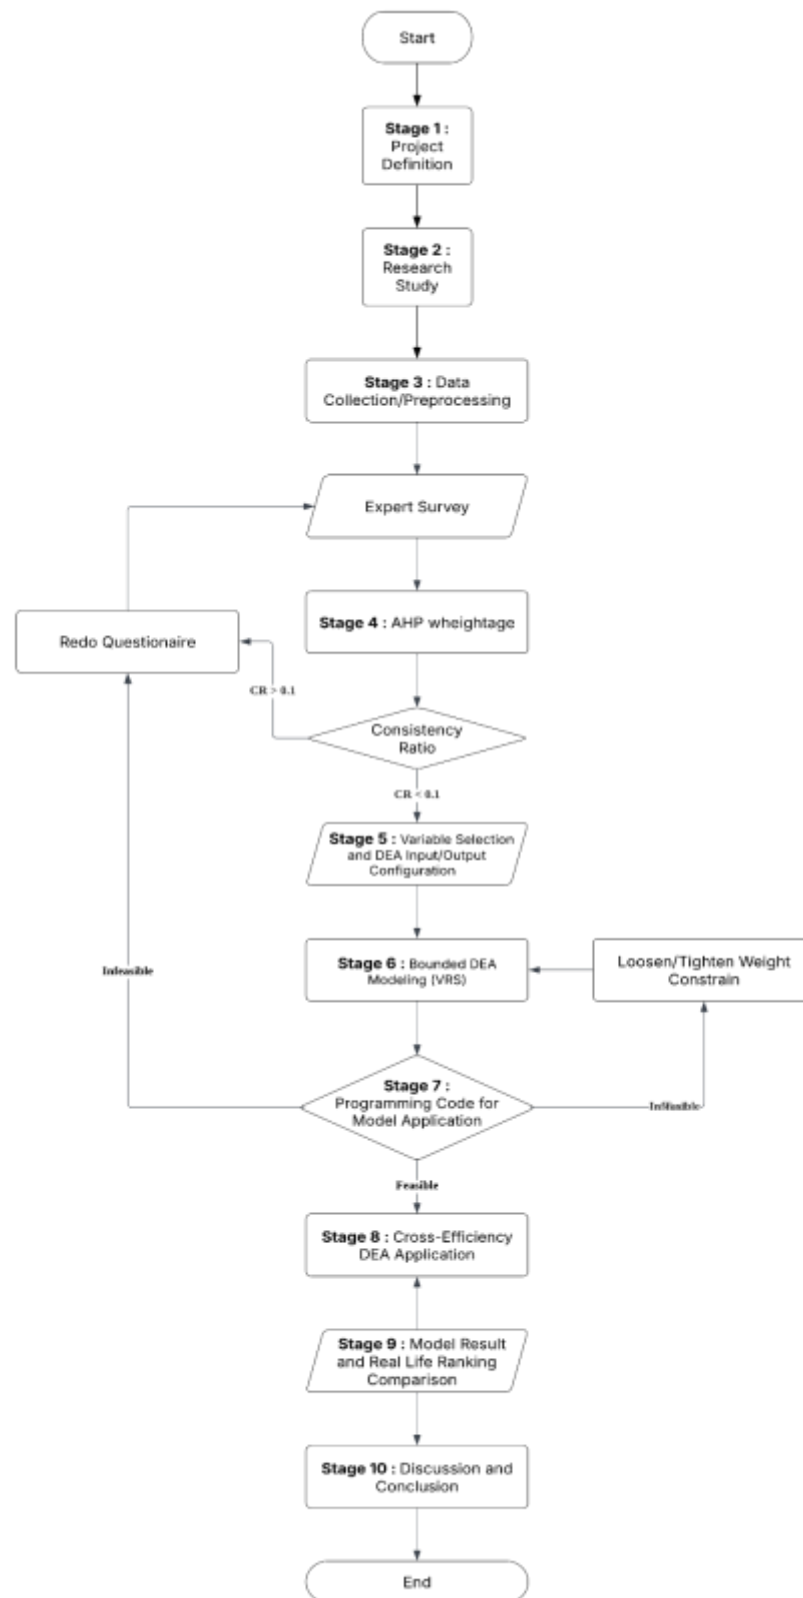 Start
Stage 1 :
Project
Definition
Stage 2 :
Research
Study
Stage 3 : Data
Collection/Preprocessing
Expert Survey
Stage 4 : AHP wheightage
Redo Questionaire
CR > 0.1
Consistency
Ratio
CR < 0.1
Stage 5 : Variable Selection
and DEA Input/Output
Configuration
Stage 6 : Bounded DEA
Modeling (VRS)
Loosen/Tighten Weight
Constrain
Infeasible
Stage 7 :
Programming Code for
Model Application
Feasible
Stage 8 : Cross-Efficiency
DEA Application
Stage 9 : Model Result
and Real Life Ranking
Comparison
Stage 10 : Discussion and
Conclusion
End